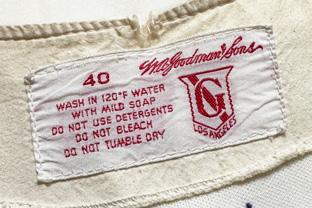 40
Wm. Goodman & Sons
WASH IN 120°F WATER
WITH MILD SOAP
DO NOT USE DETERGENTS
DO NOT BLEACH
DO NOT TUMBLE DRY
G
LOS ANGELES